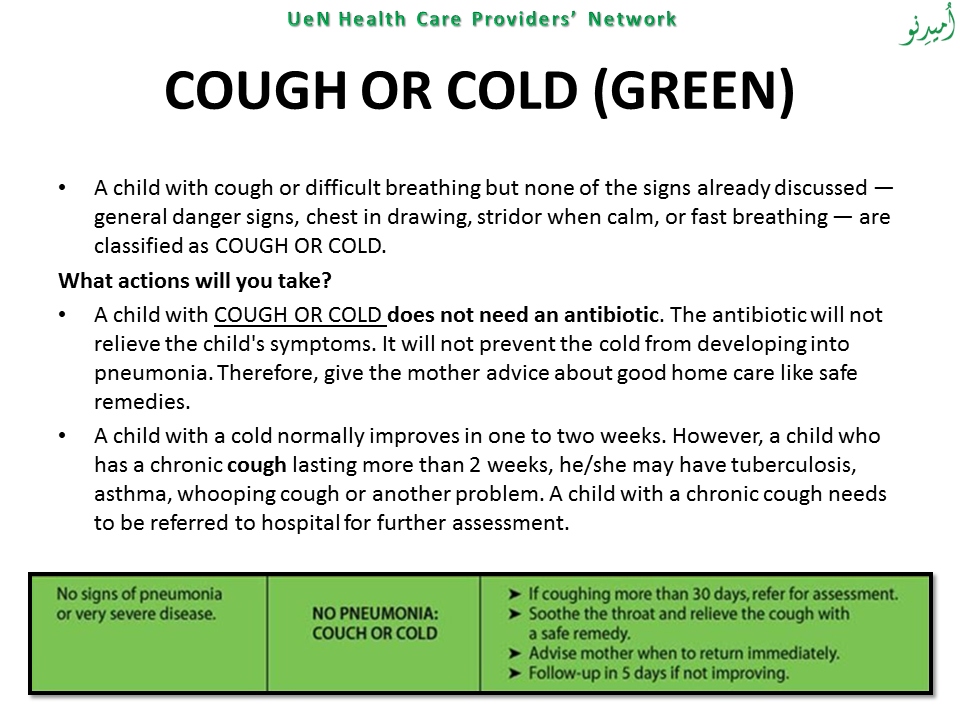 UeN Health Care Providers’ Network
اُمیدِنو
COUGH OR COLD (GREEN)
• A child with cough or difficult breathing but none of the signs already discussed —
general danger signs, chest in drawing, stridor when calm, or fast breathing — are
classified as COUGH OR COLD.
What actions will you take?
• A child with COUGH OR COLD does not need an antibiotic. The antibiotic will not
relieve the child's symptoms. It will not prevent the cold from developing into
pneumonia. Therefore, give the mother advice about good home care like safe
remedies.
• A child with a cold normally improves in one to two weeks. However, a child who
has a chronic cough lasting more than 2 weeks, he/she may have tuberculosis,
asthma, whooping cough or another problem. A child with a chronic cough needs
to be referred to hospital for further assessment.
No signs of pneumonia
or very severe disease.
NO PNEUMONIA:
COUCH OR COLD
➤ If coughing more than 30 days, refer for assessment.
➤ Soothe the throat and relieve the cough with
a safe remedy.
➤ Advise mother when to return immediately.
➤ Follow-up in 5 days if not improving.